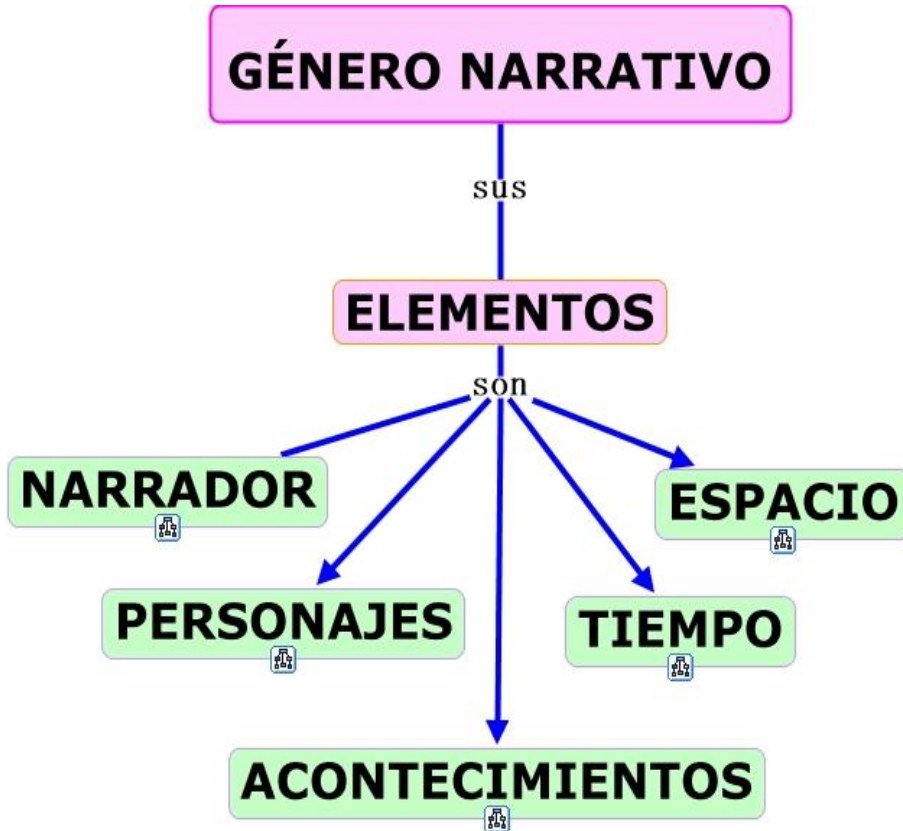 GÉNERO NARRATIVO
sus
ELEMENTOS
son
NARRADOR
ESPACIO
PERSONAJES
TIEMPO
ACONTECIMIENTOS